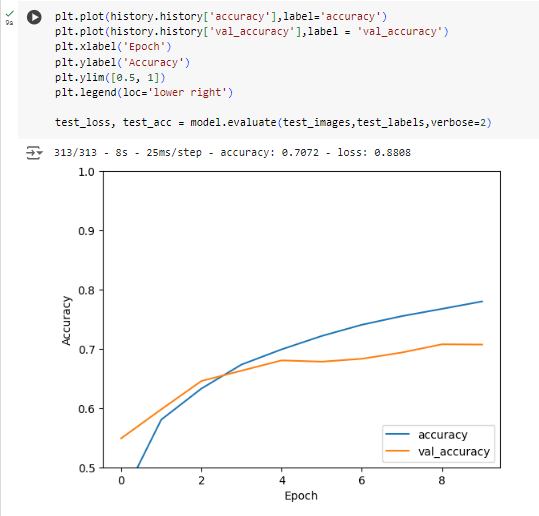 9s
plt.plot(history.history['accuracy'],label='accuracy')
plt.plot(history.history['val_accuracy'],label = 'val_accuracy')
plt.xlabel('Epoch')
plt.ylabel('Accuracy')
plt.ylim([0.5, 1])
plt.legend(loc='lower right')
test_loss, test_acc = model.evaluate(test_images,test_labels,verbose=2)
313/313 - 8s - 25ms/step - accuracy: 0.7072 - loss: 0.8808
1.0
0.9
0.8
0.7
0.6
0.5
Accuracy
accuracy
val_accuracy
0 2 4 6 8
Epoch